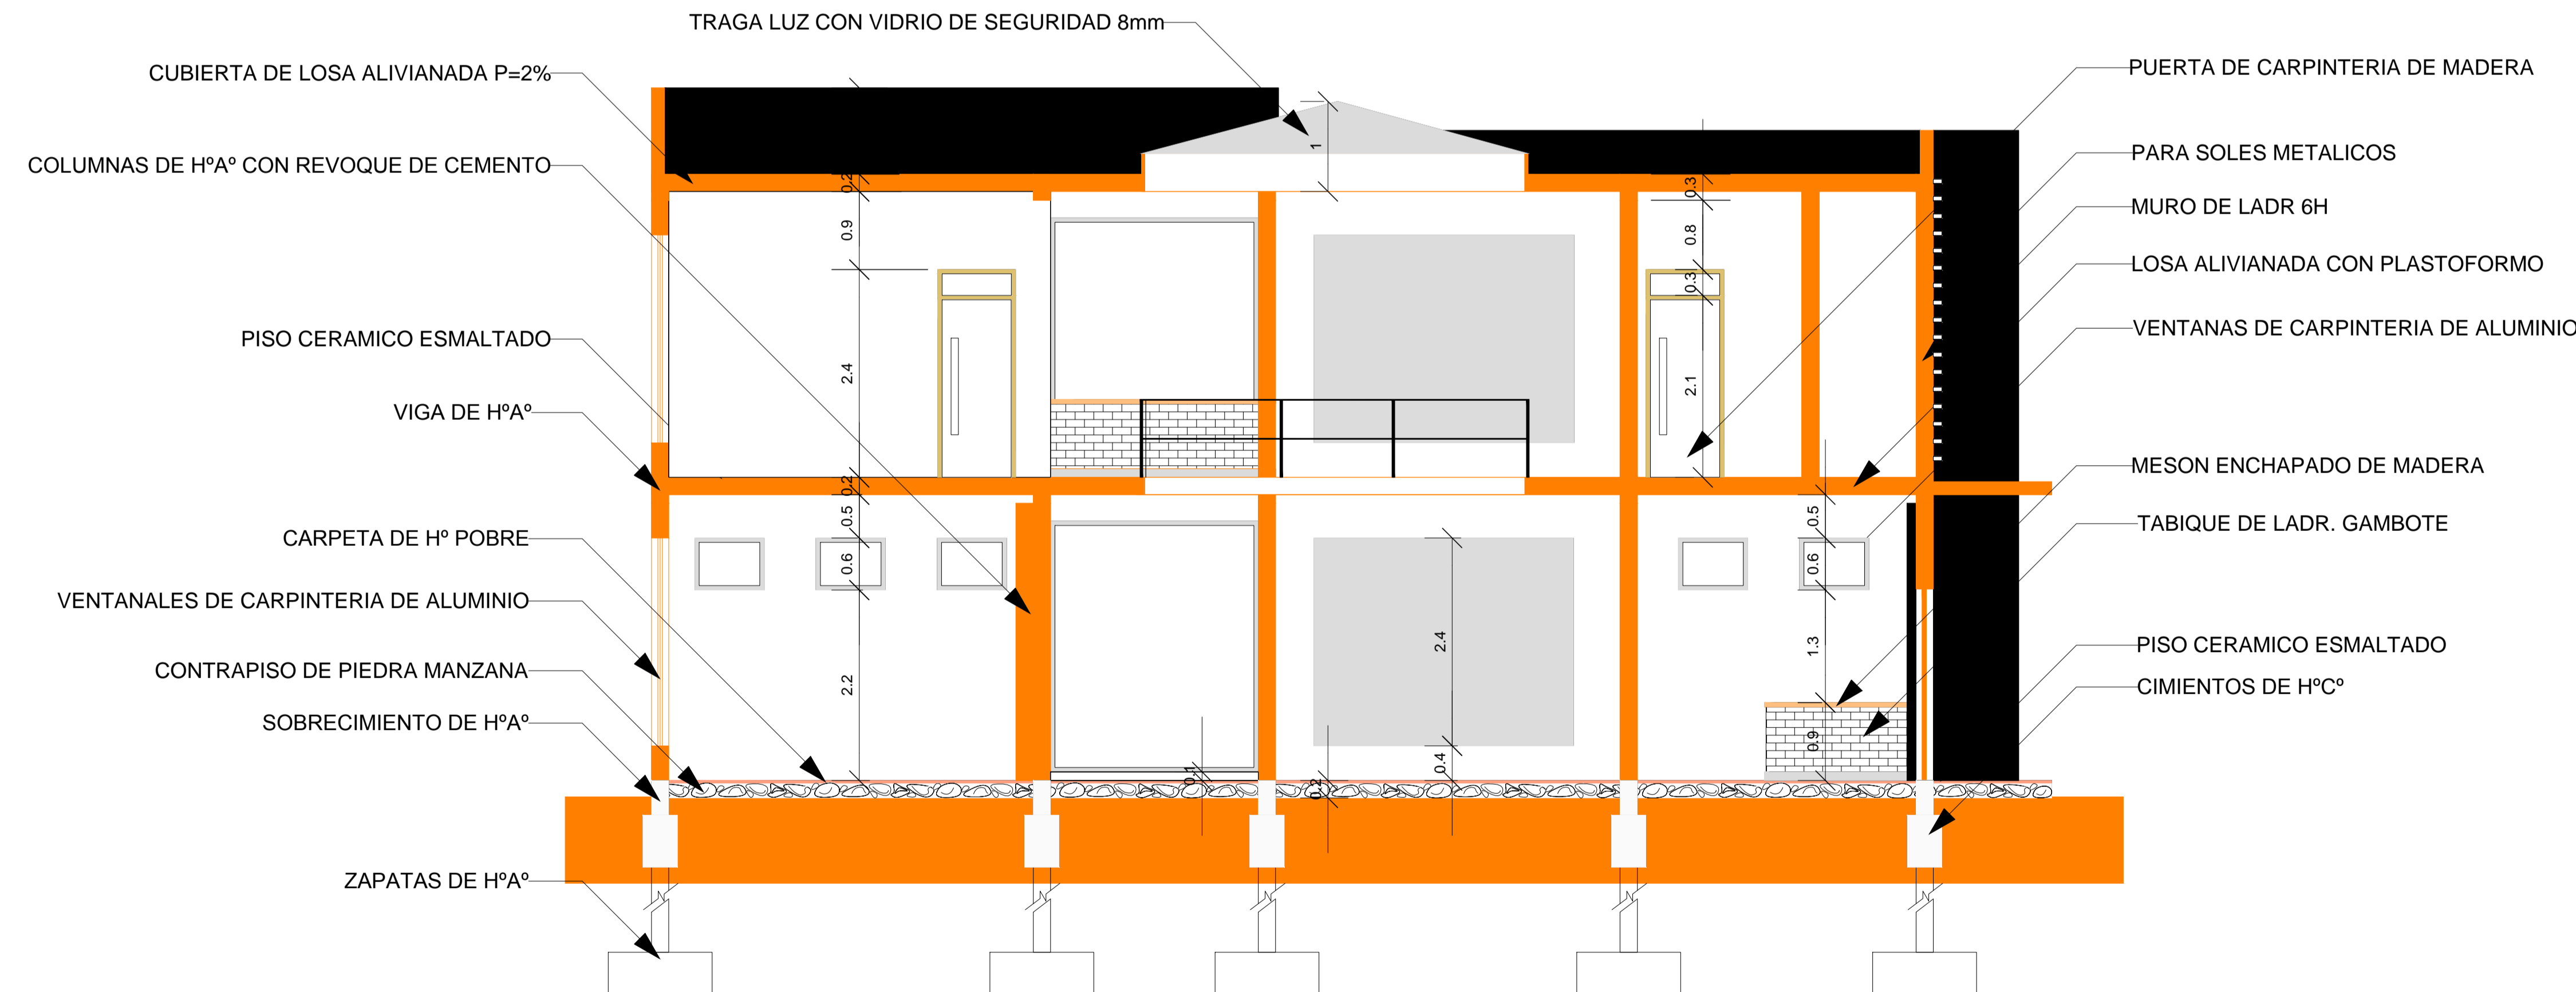 TRAGA LUZ CON VIDRIO DE SEGURIDAD 8mm
CUBIERTA DE LOSA ALIVIANADA P=2%
COLUMNAS DE HºAº CON REVOQUE DE CEMENTO
PISO CERAMICO ESMALTADO
VIGA DE HºAº
CARPETA DE Hº POBRE
VENTANALES DE CARPINTERIA DE ALUMINIO
CONTRAPISO DE PIEDRA MANZANA
SOBRECIMIENTO DE HºAº
ZAPATAS DE HºAº
0.2
0.9
2.4
0.2
0.5
0.6
2.2
1
0.1
0.2
2.4
0.4
0.3
0.8
0.3
2.1
0.5
0.6
1.3
0.9
PUERTA DE CARPINTERIA DE MADERA
PARA SOLES METALICOS
MURO DE LADR 6H
LOSA ALIVIANADA CON PLASTOFORMO
VENTANAS DE CARPINTERIA DE ALUMINIO
MESON ENCHAPADO DE MADERA
TABIQUE DE LADR. GAMBOTE
PISO CERAMICO ESMALTADO
CIMIENTOS DE HºCº